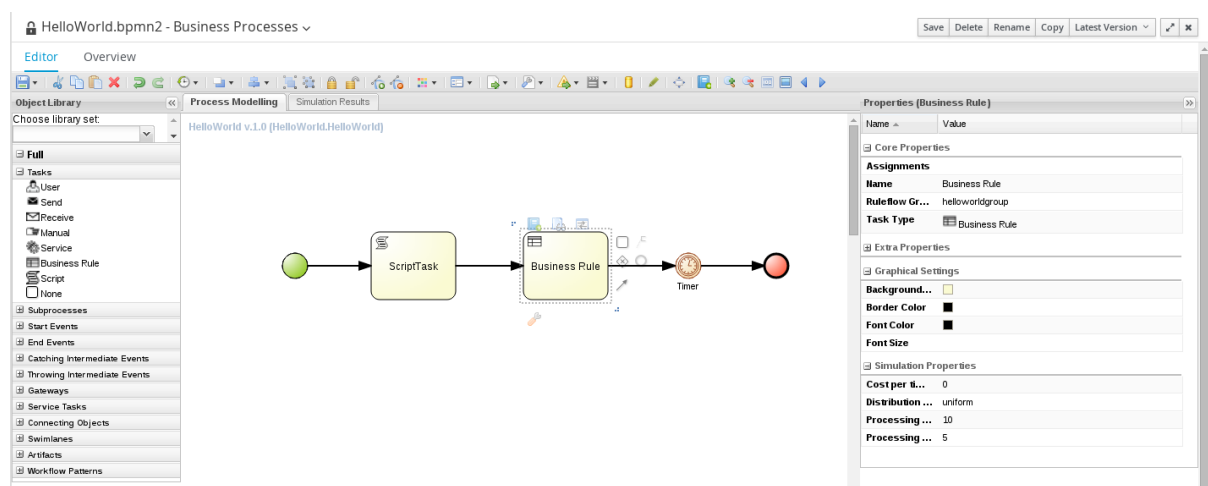 HelloWorld.bpmn2 - Business Processes
Save Delete Rename Copy Latest Version
Editor Overview
Object Library
Process Modelling Simulation Results
Properties (Business Rule)
Choose library set:
HelloWorld v.1.0 (HelloWorld.HelloWorld)
Name Value
Full
Tasks
User
Send
Receive
Manual
Service
Business Rule
Script
None
Subprocesses
Start Events
End Events
Catching Intermediate Events
Throwing Intermediate Events
Gateways
Service Tasks
Connecting Objects
Swimlanes
Artifacts
Workflow Patterns
ScriptTask
Business Rule
Timer
Core Properties
Assignments
Name Business Rule
Ruleflow Gr... helloworldgroup
Task Type Business Rule
Extra Properties
Graphical Settings
Background...
Border Color
Font Color
Font Size
Simulation Properties
Cost per ti... 0
Distribution ... uniform
Processing ... 10
Processing ... 5